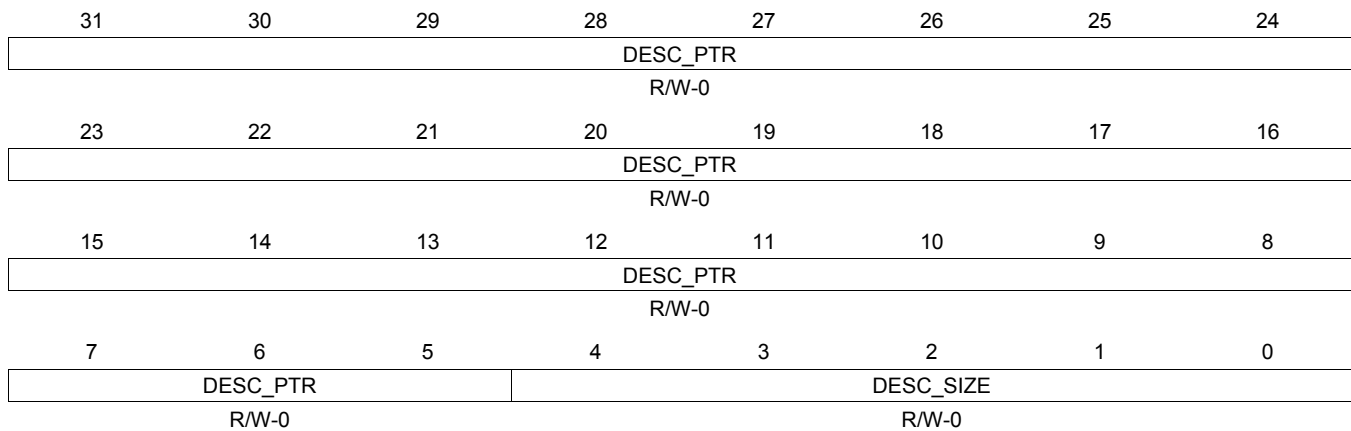 31 30 29 28 27 26 25 24
DESC_PTR
R/W-0
23 22 21 20 19 18 17 16
DESC_PTR
R/W-0
15 14 13 12 11 10 9 8
DESC_PTR
R/W-0
7 6 5 4 3 2 1 0
DESC_PTR DESC_SIZE
R/W-0 R/W-0